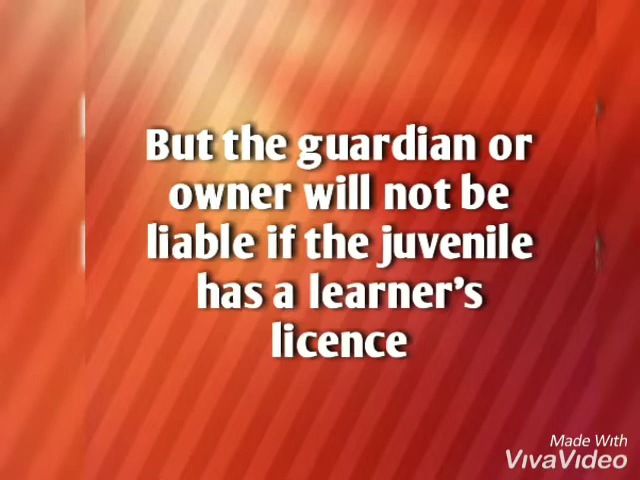 But the guardian or
owner will not be
liable if the juvenile
has a learner's
licence
Made With
VivaVideo